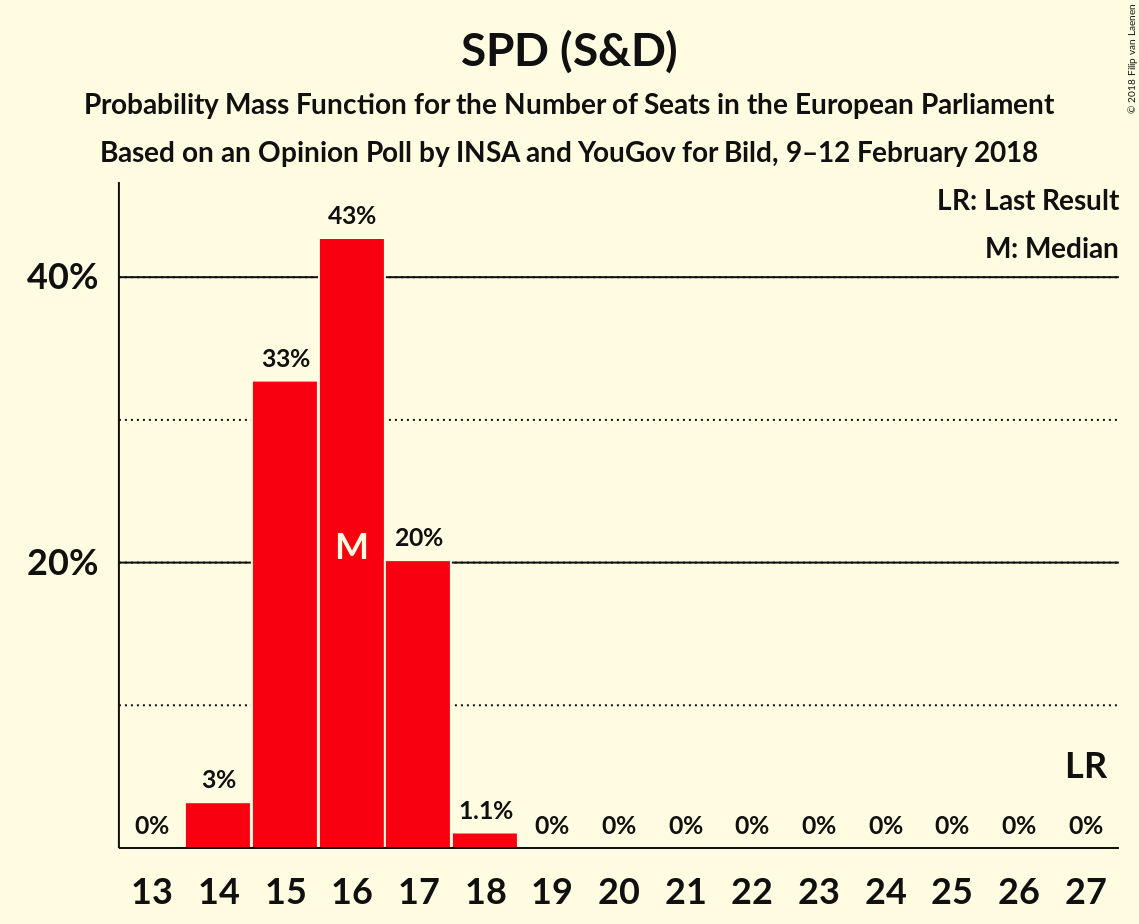 SPD (S&D)
Probability Mass Function for the Number of Seats in the European Parliament
Based on an Opinion Poll by INSA and YouGov for Bild, 9–12 February 2018
© 2018 Filip van Laenen
LR: Last Result
M: Median
40%
20%
0%
3%
33%
43%
20%
1.1%
0%
0%
0%
0%
0%
0%
0%
0%
0%
M
LR
13 14 15 16 17 18 19 20 21 22 23 24 25 26 27